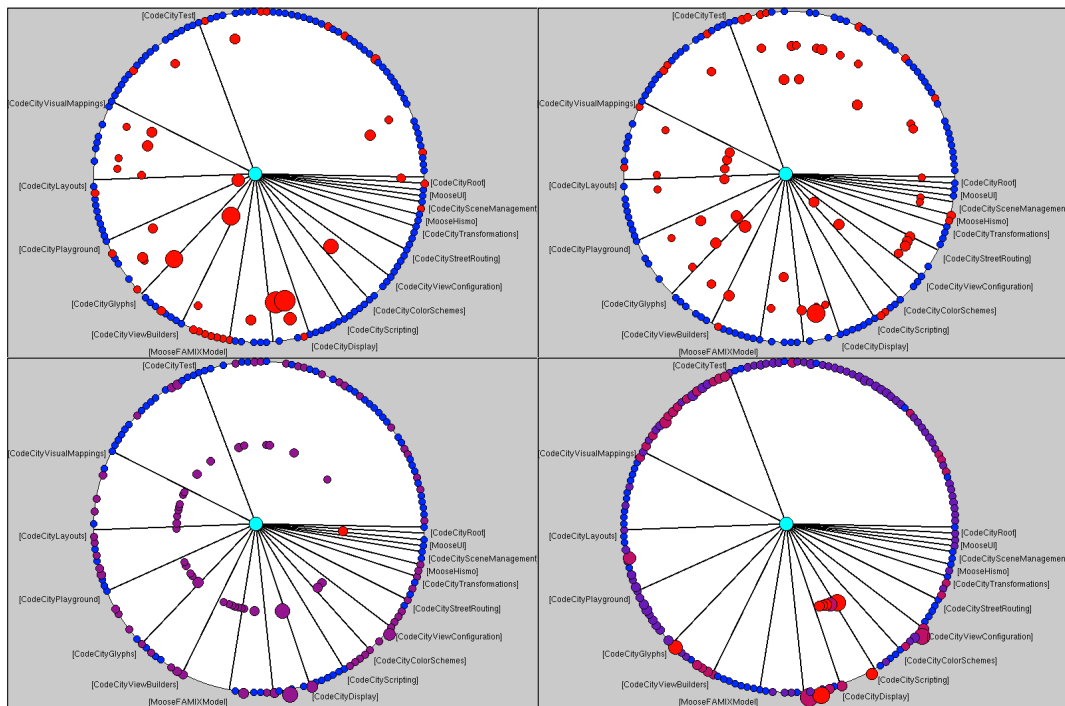 [CodeCityTest]
[CodeCityVisualMappings]
[CodeCityLayouts]
[CodeCityPlayground]
[CodeCityGlyphs]
[CodeCityViewBuilders]
[MooseFAMIXModel]
[CodeCityDisplay]
[CodeCityScripting]
[CodeCityColorSchemes]
[CodeCityViewConfiguration]
[CodeCityStreetRouting]
[CodeCityTransformations]
[MooseHismo]
[CodeCitySceneManagement
[MooseUI]
[CodeCityRoot]
[CodeCityTest]
[CodeCityVisualMappings]
[CodeCityLayouts]
[CodeCityPlayground]
[CodeCityGlyphs]
[CodeCityViewBuilders]
[MooseFAMIXModel]
[CodeCityDisplay]
[CodeCityScripting]
[CodeCityColorSchemes]
[CodeCityViewConfiguration]
[CodeCityStreetRouting]
[CodeCityTransformations]
[MooseHismo]
[CodeCitySceneManagement
[MooseUI]
[CodeCityRoot]
[CodeCityTest]
[CodeCityVisualMappings]
[CodeCityLayouts]
[CodeCityPlayground]
[CodeCityGlyphs]
[CodeCityViewBuilders]
[MooseFAMIXModel]
[CodeCityDisplay]
[CodeCityScripting]
[CodeCityColorSchemes]
[CodeCityViewConfiguration]
[CodeCityStreetRouting]
[CodeCityTransformations]
[MooseHismo]
[CodeCitySceneManagement
[MooseUI]
[CodeCityRoot]
[CodeCityTest]
[CodeCityVisualMappings]
[CodeCityLayouts]
[CodeCityPlayground]
[CodeCityGlyphs]
[CodeCityViewBuilders]
[MooseFAMIXModel]
[CodeCityDisplay]
[CodeCityScripting]
[CodeCityColorSchemes]
[CodeCityViewConfiguration]
[CodeCityStreetRouting]
[CodeCityTransformations]
[MooseHismo]
[CodeCitySceneManagement
[MooseUI]
[CodeCityRoot]